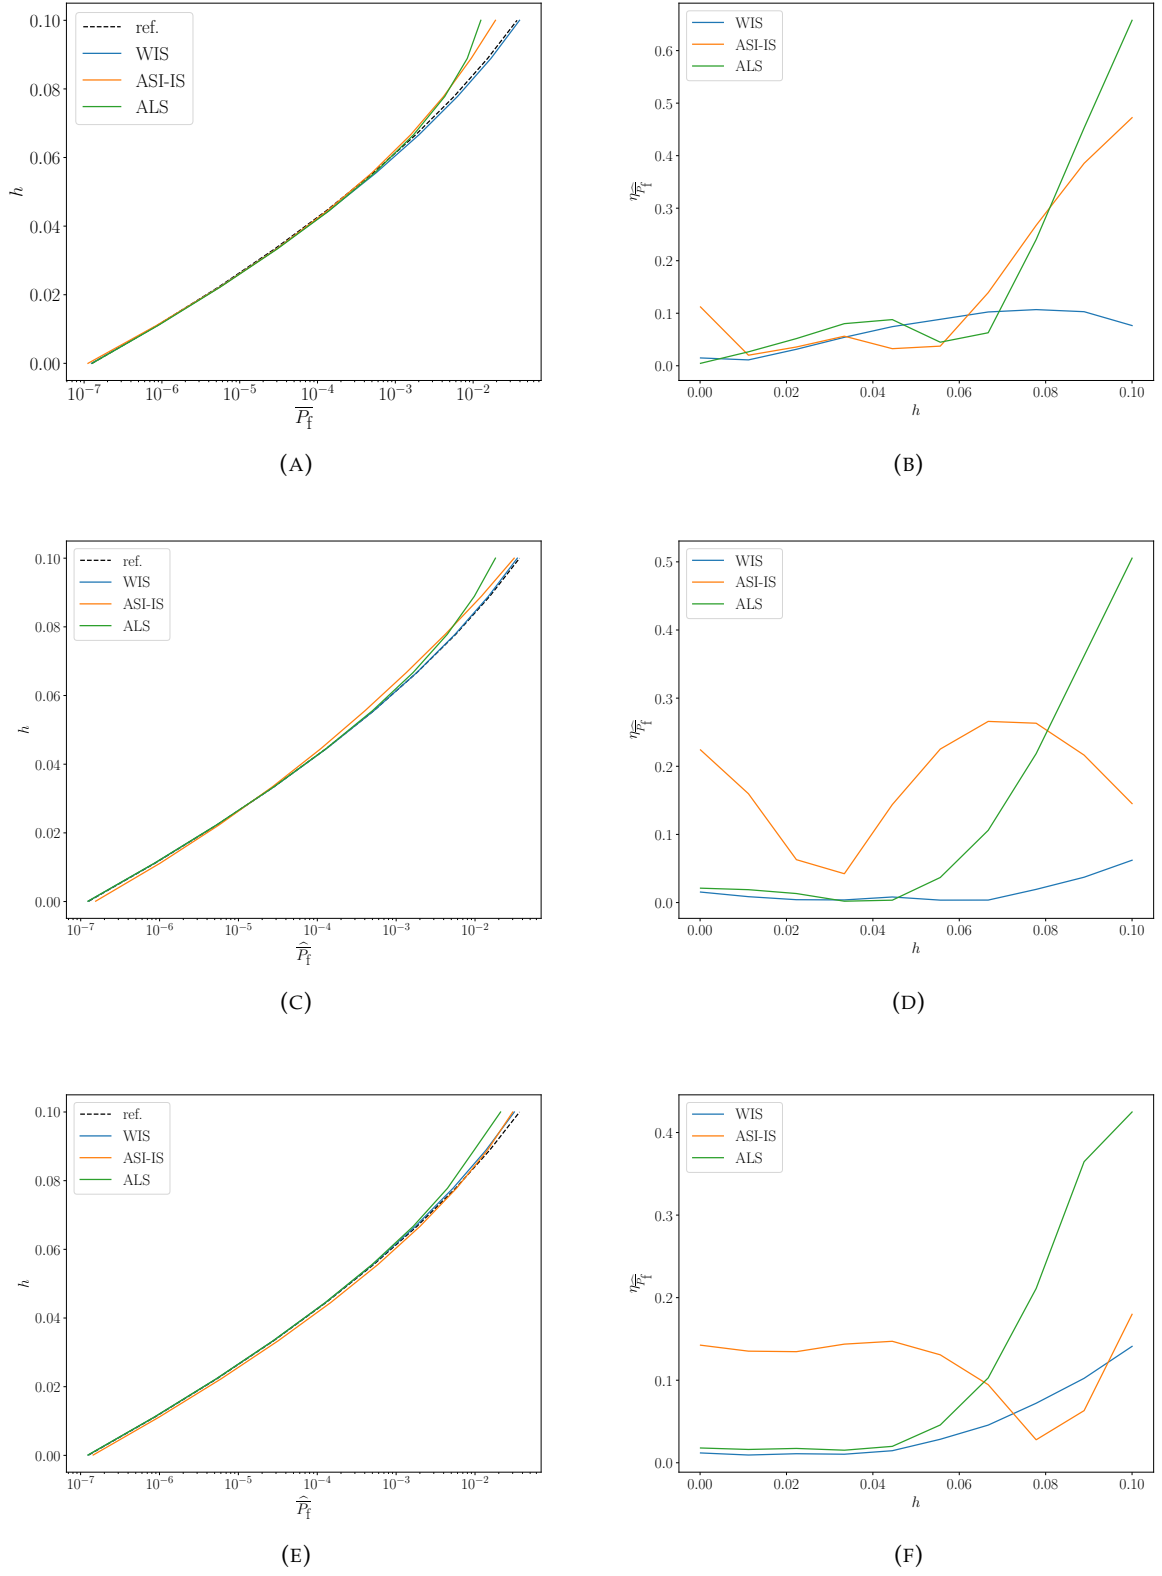 ref.
WIS
ASI-IS
ALS
0.10
0.08
0.06
0.04
0.02
0.00
h
10⁻⁷ 10⁻⁶ 10⁻⁵ 10⁻⁴ 10⁻³ 10⁻²
P̅f
(A)
WIS
ASI-IS
ALS
0.6
0.5
0.4
0.3
0.2
0.1
0.0
0.00 0.02 0.04 0.06 0.08 0.10
h
(B)
ref.
WIS
ASI-IS
ALS
0.10
0.08
0.06
0.04
0.02
0.00
h
10⁻⁷ 10⁻⁶ 10⁻⁵ 10⁻⁴ 10⁻³ 10⁻²
P̅̂f
(C)
WIS
ASI-IS
ALS
0.5
0.4
0.3
0.2
0.1
0.0
0.00 0.02 0.04 0.06 0.08 0.10
h
(D)
ref.
WIS
ASI-IS
ALS
0.10
0.08
0.06
0.04
0.02
0.00
h
10⁻⁷ 10⁻⁶ 10⁻⁵ 10⁻⁴ 10⁻³ 10⁻²
P̅̂f
(E)
WIS
ASI-IS
ALS
0.4
0.3
0.2
0.1
0.0
0.00 0.02 0.04 0.06 0.08 0.10
h
(F)